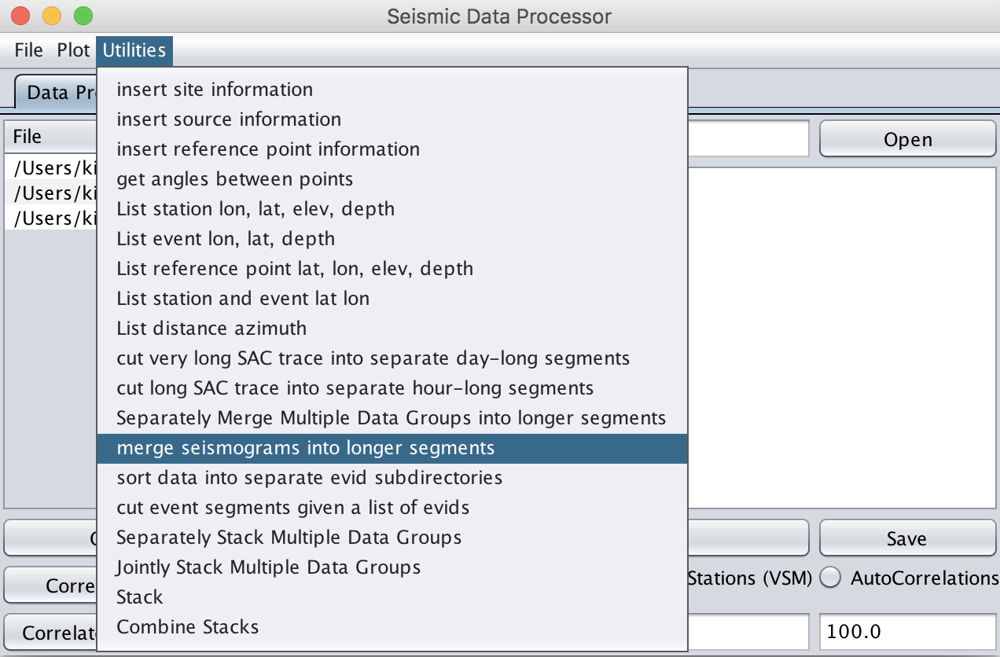 Seismic Data Processor
File Plot Utilities
Data Pr
insert site information
insert source information
insert reference point information
get angles between points
List station lon, lat, elev, depth
List event lon, lat, depth
List reference point lat, lon, elev, depth
List station and event lat lon
List distance azimuth
cut very long SAC trace into separate day-long segments
cut long SAC trace into separate hour-long segments
Separately Merge Multiple Data Groups into longer segments
merge seismograms into longer segments
sort data into separate evid subdirectories
cut event segments given a list of evids
Separately Stack Multiple Data Groups
Jointly Stack Multiple Data Groups
Stack
Combine Stacks
File
/Users/ki
/Users/ki
/Users/ki
Open
Save
Corre
Stations (VSM)
AutoCorrelations
Correlat
100.0